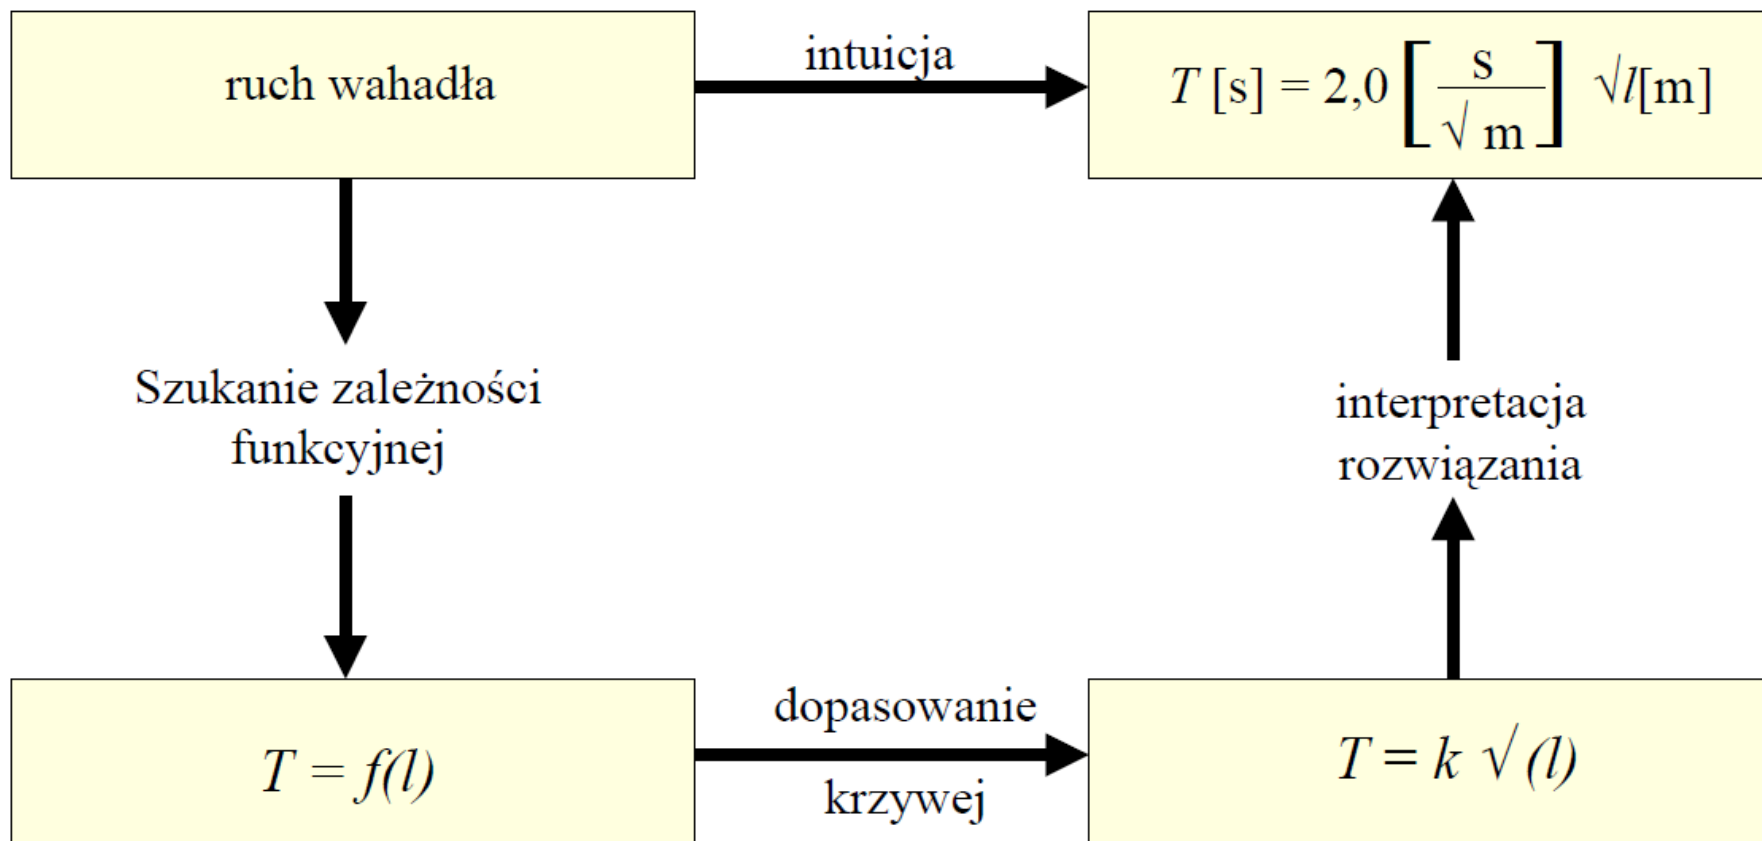 ruch wahadła
intuicja
T [s] = 2,0 [ s / √ m ] √l[m]
Szukanie zależności
funkcyjnej
interpretacja
rozwiązania
T = f(l)
dopasowanie
krzywej
T = k √ (l)